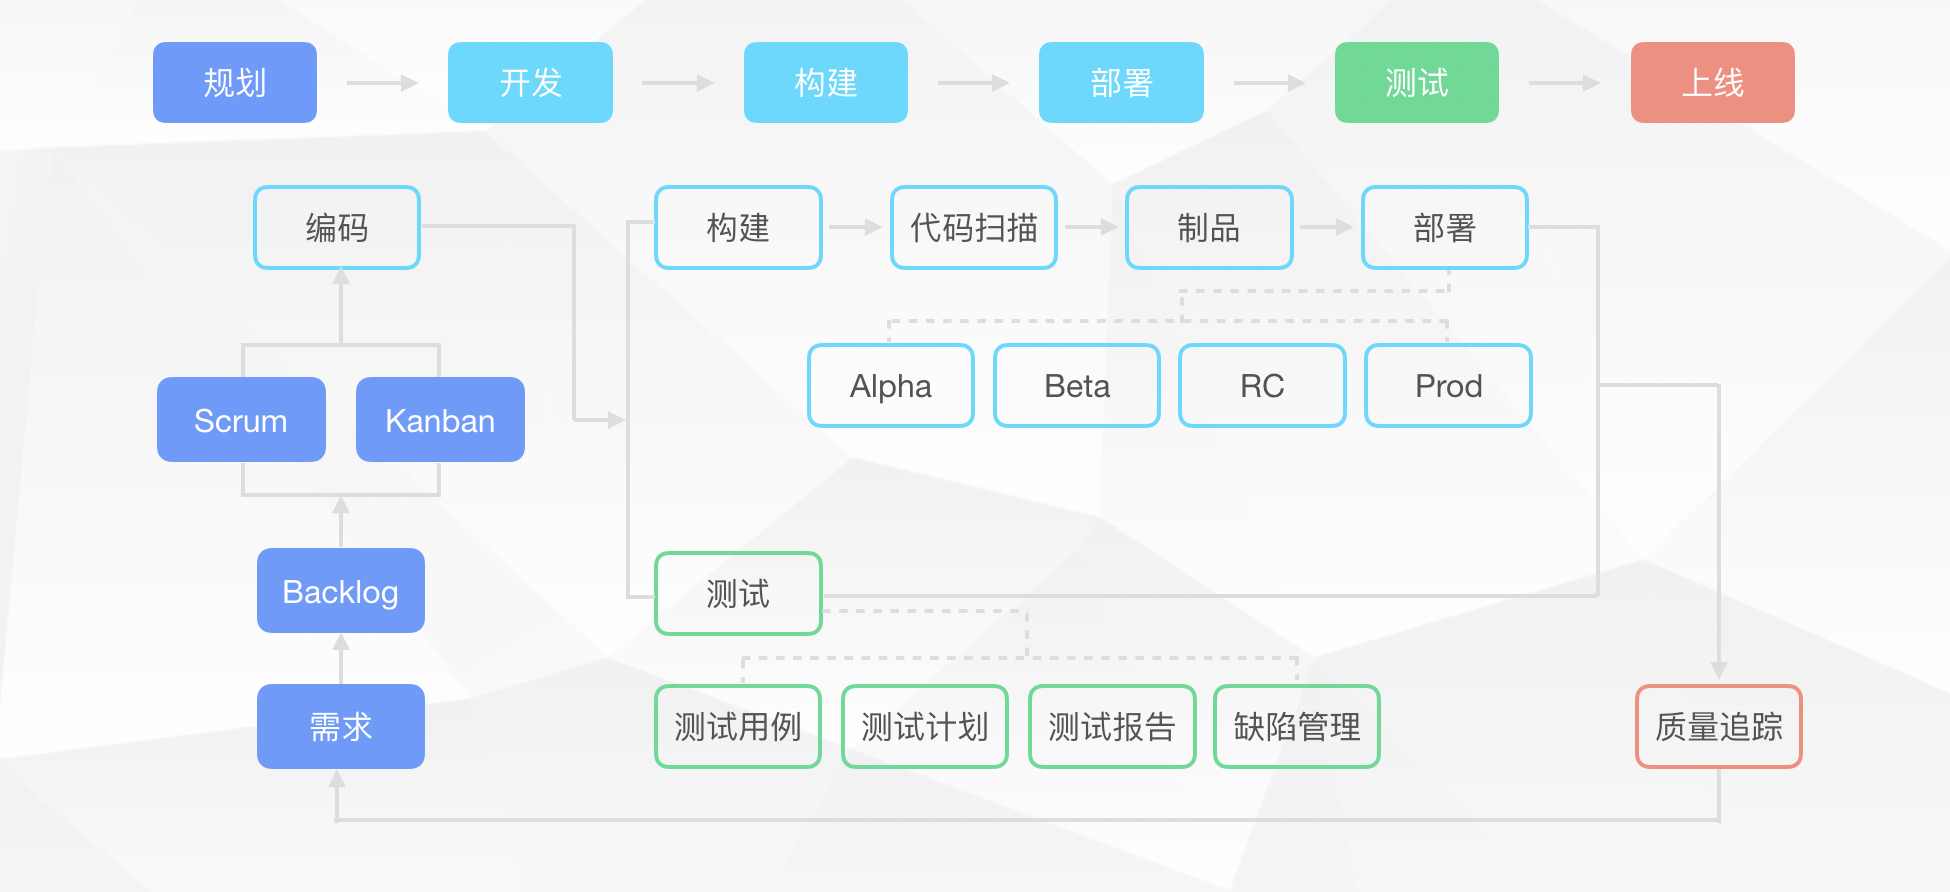 规划
开发
构建
部署
测试
上线
编码
构建
代码扫描
制品
部署
Alpha
Beta
RC
Prod
Scrum
Kanban
Backlog
测试
需求
测试用例
测试计划
测试报告
缺陷管理
质量追踪